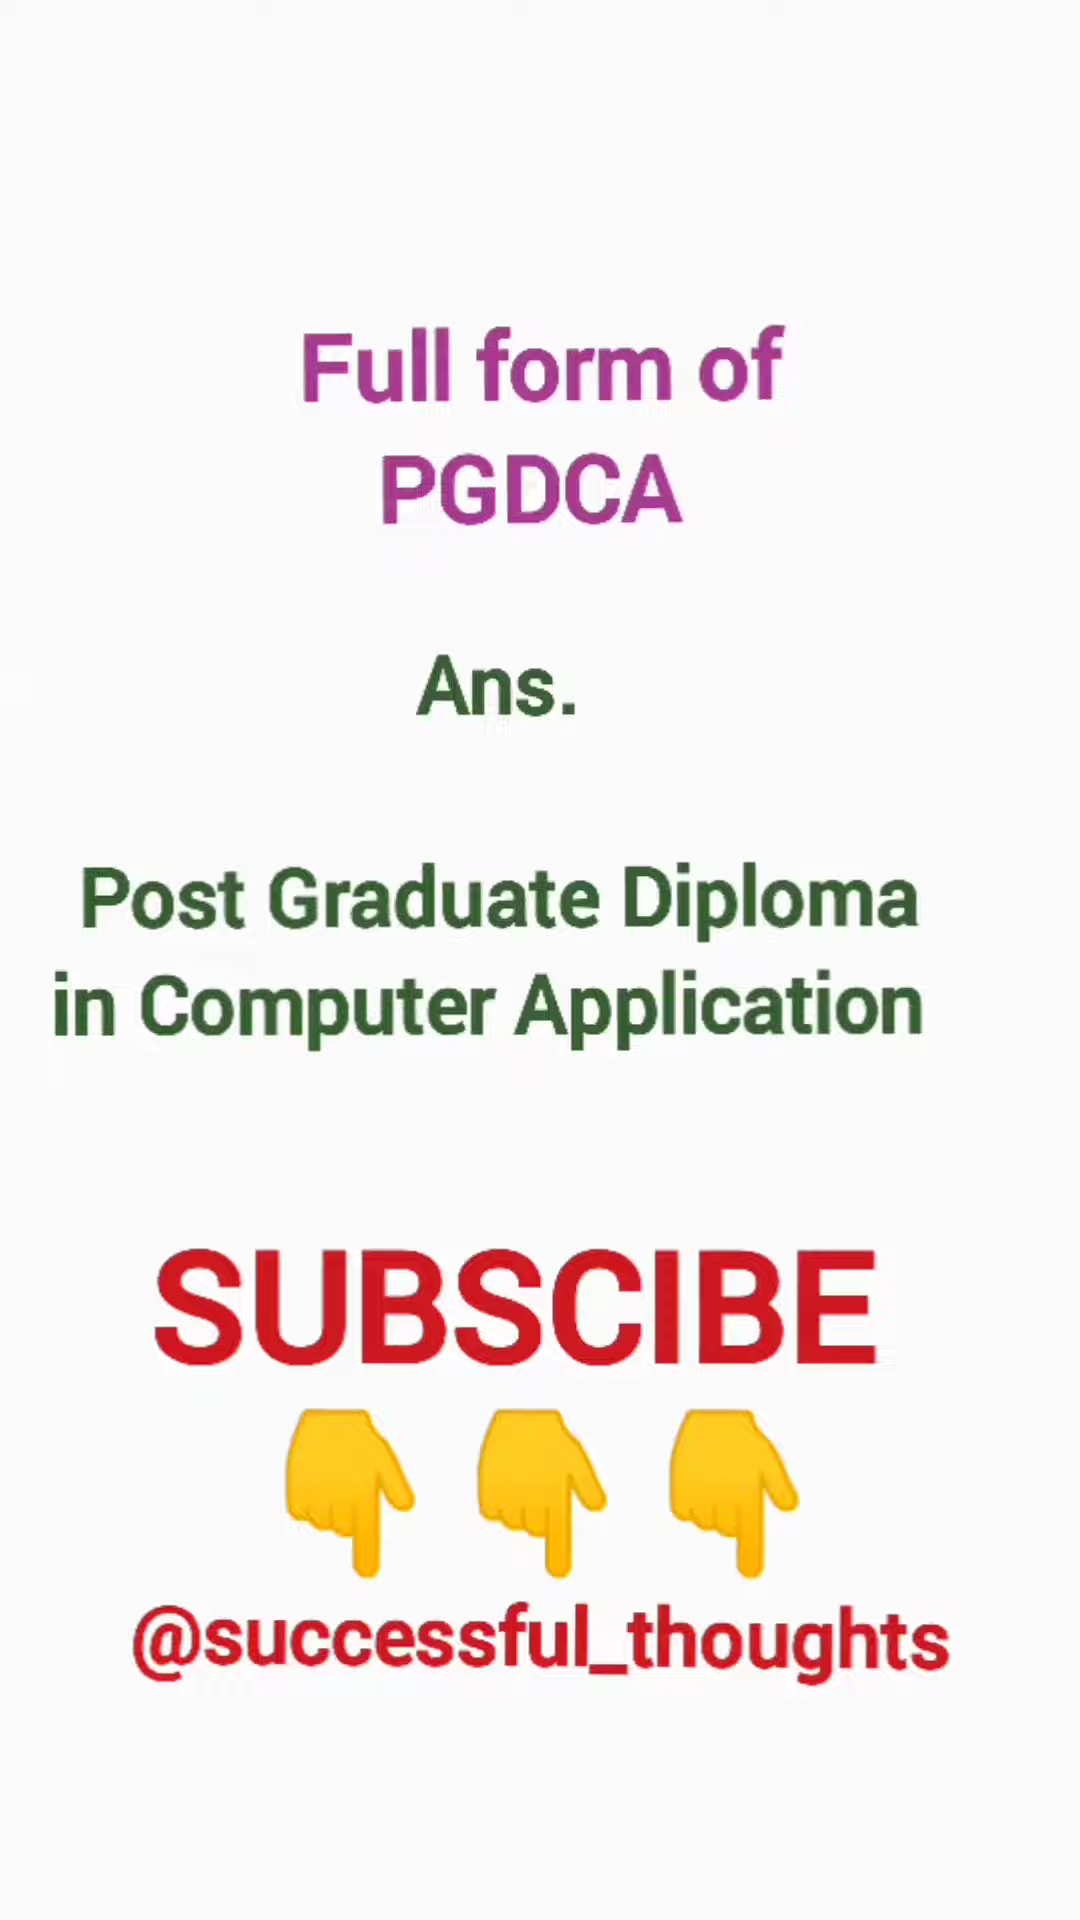 Full form of
PGDCA
Ans.
Post Graduate Diploma
in Computer Application
SUBSCIBE
@successful_thoughts